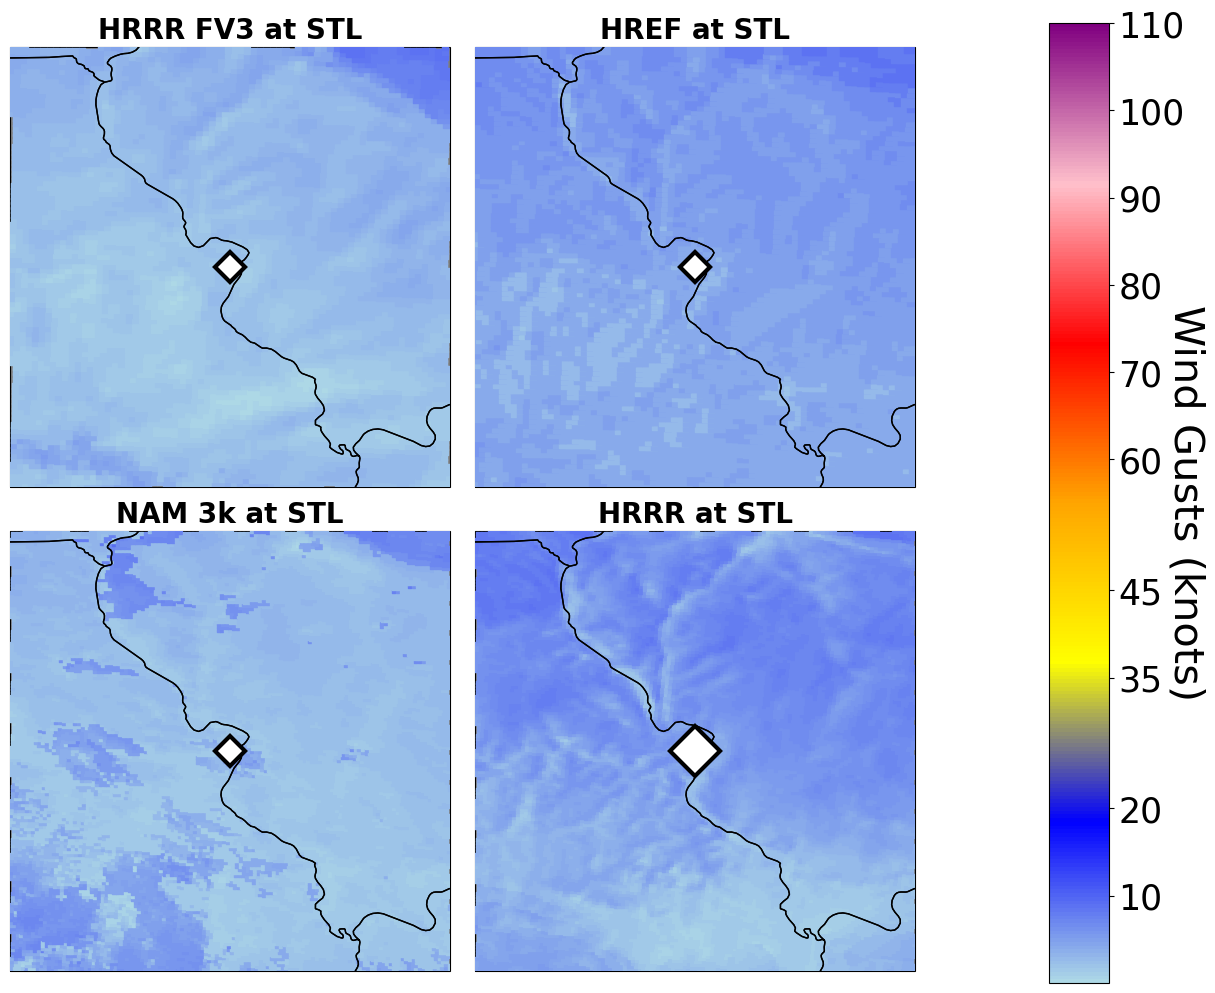 HRRR FV3 at STL
HREF at STL
NAM 3k at STL
HRRR at STL
110
100
90
80
70
60
45
35
20
10
Wind Gusts (knots)